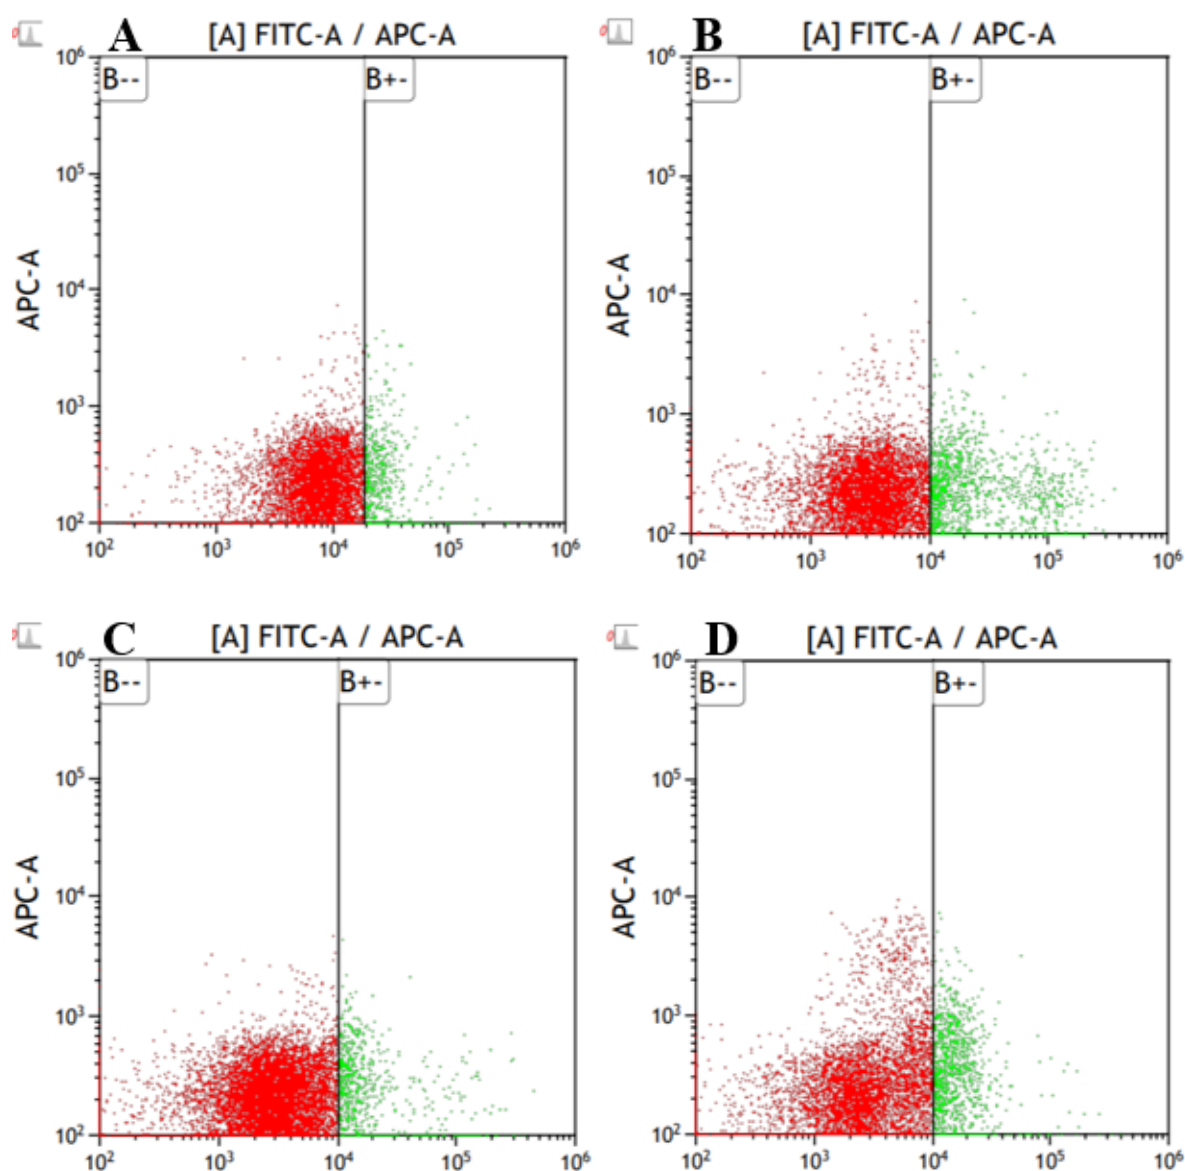 A [A] FITC-A / APC-A
B-- B+-
10⁶
10⁵
10⁴
10³
10²
APC-A
10² 10³ 10⁴ 10⁵ 10⁶
B [A] FITC-A / APC-A
B-- B+-
10⁶
10⁵
10⁴
10³
10²
APC-A
10² 10³ 10⁴ 10⁵ 10⁶
C [A] FITC-A / APC-A
B-- B+-
10⁶
10⁵
10⁴
10³
10²
APC-A
10² 10³ 10⁴ 10⁵ 10⁶
D [A] FITC-A / APC-A
B-- B+-
10⁶
10⁵
10⁴
10³
10²
APC-A
10² 10³ 10⁴ 10⁵ 10⁶